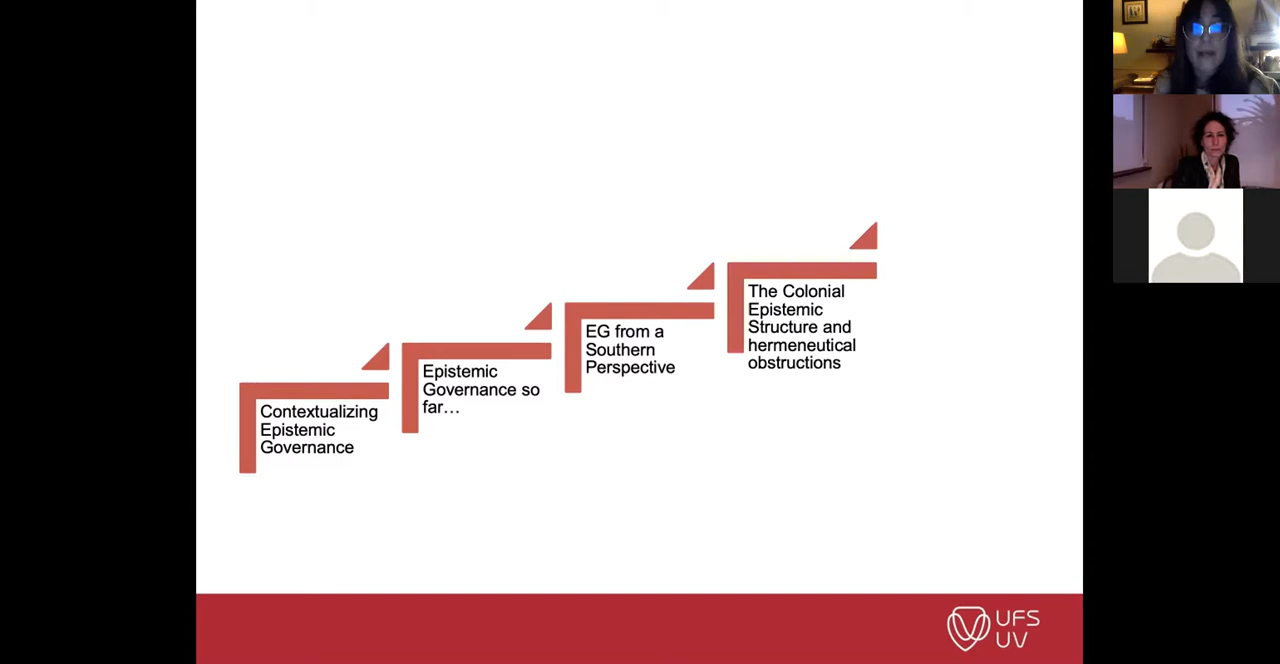 Contextualizing
Epistemic
Governance
Epistemic
Governance so
far…
EG from a
Southern
Perspective
The Colonial
Epistemic
Structure and
hermeneutical
obstructions
UFS
UV